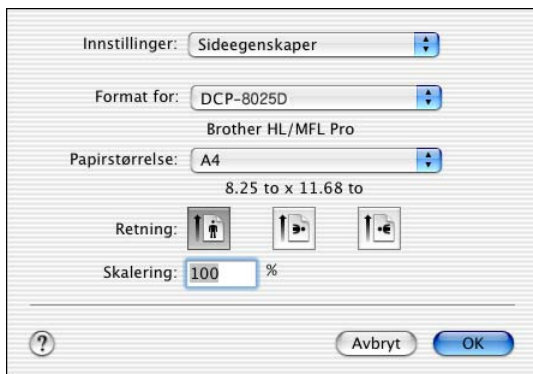 Innstillinger: Sideegenskaper
Format for: DCP-8025D
Brother HL/MFL Pro
Papirstørrelse: A4
8.25 to x 11.68 to
Retning:
Skalering: 100 %
? Avbryt OK